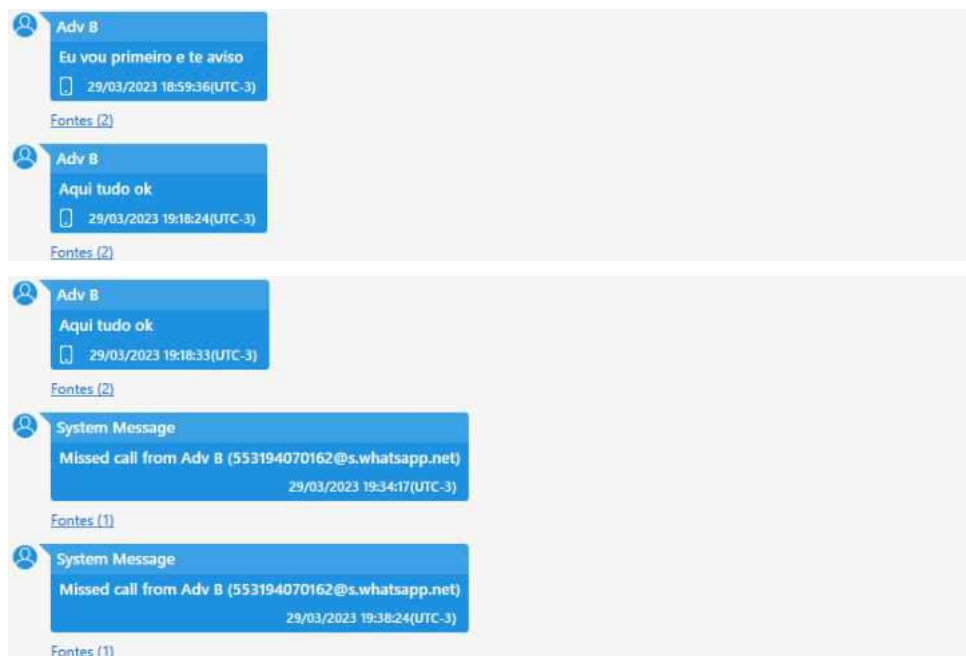 Adv B
Eu vou primeiro e te aviso
29/03/2023 18:59:36(UTC-3)
Fontes (2)
Adv B
Aqui tudo ok
29/03/2023 19:18:24(UTC-3)
Fontes (2)
Adv B
Aqui tudo ok
29/03/2023 19:18:33(UTC-3)
Fontes (2)
System Message
Missed call from Adv B (553194070162@s.whatsapp.net)
29/03/2023 19:34:17(UTC-3)
Fontes (1)
System Message
Missed call from Adv B (553194070162@s.whatsapp.net)
29/03/2023 19:38:24(UTC-3)
Fontes (1)